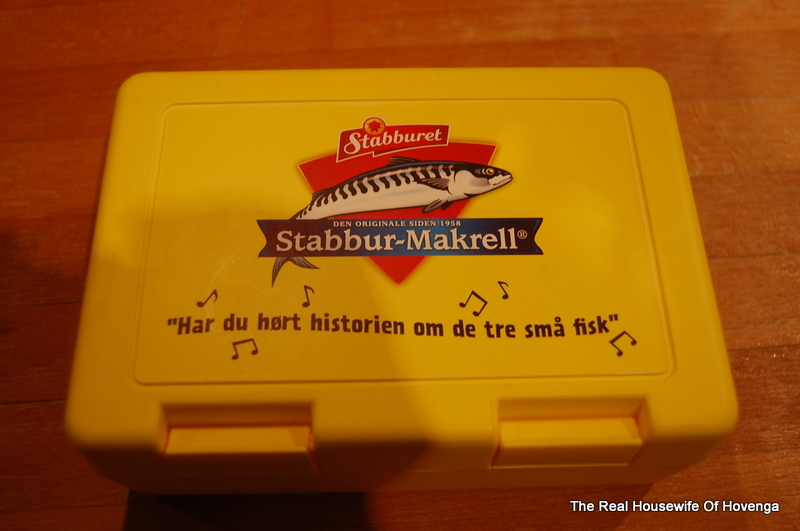 Stabburet
DEN ORIGINALE SIDEN 1958
Stabbur-Makrell®
"Har du hørt historien om de tre små fisk"
The Real Housewife Of Hovenga